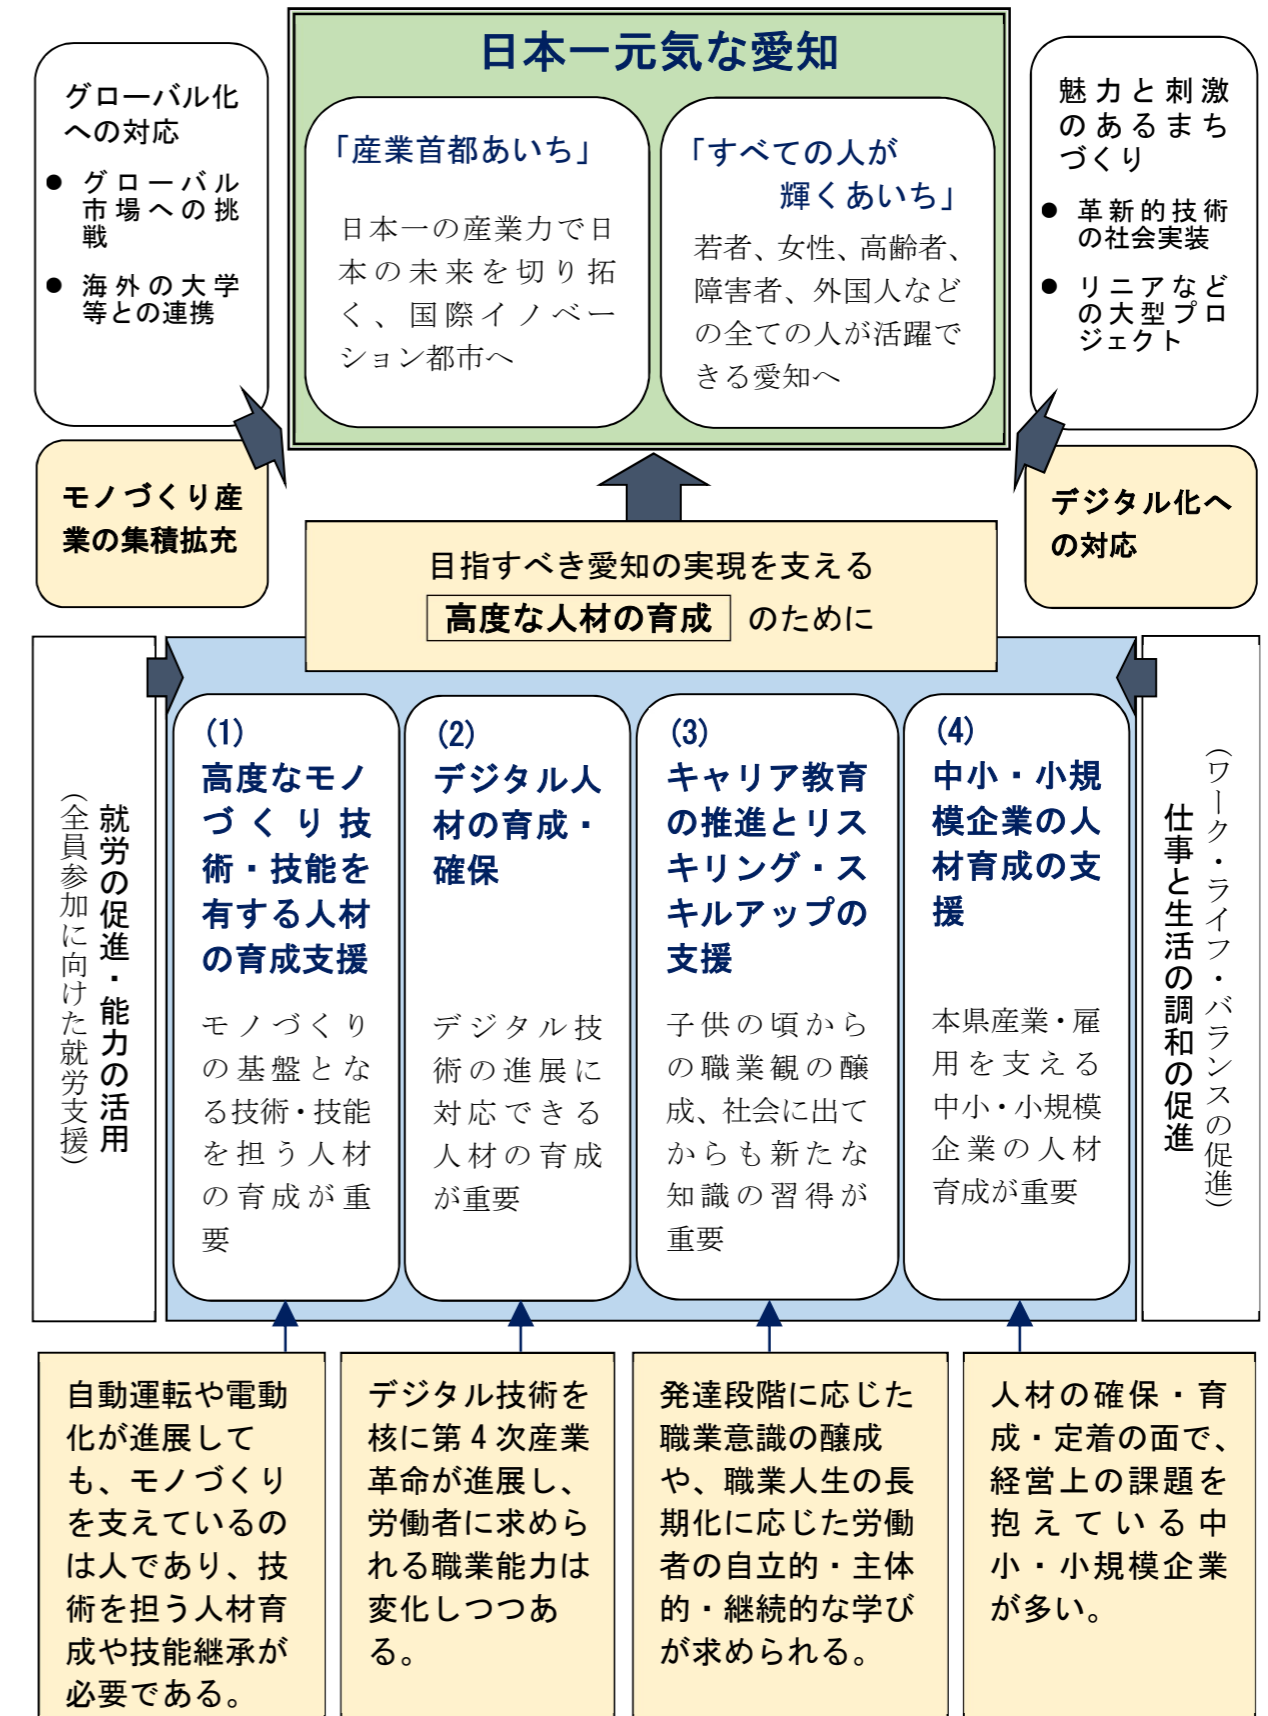 日本一元気な愛知
グローバル化
への対応
● グローバル
市場への挑
戦
● 海外の大学
等との連携
「産業首都あいち」
日本一の産業力で日
本の未来を切り拓
く、国際イノベー
ション都市へ
「すべての人が
輝くあいち」
若者、女性、高齢者、
障害者、外国人など
の全ての人が活躍で
きる愛知へ
魅力と刺激
のあるまち
づくり
● 革新的技術
の社会実装
● リニアなど
の大型プロ
ジェクト
モノづくり産
業の集積拡充
デジタル化へ
の対応
目指すべき愛知の実現を支える
高度な人材の育成 のために
就労の促進・能力の活用
（全員参加に向けた就労支援）
(1)
高度なモノ
づくり技
術・技能を
有する人材
の育成支援
モノづくり
の基盤とな
る技術・技能
を担う人材
の育成が重
要
(2)
デジタル人
材の育成・
確保
デジタル技
術の進展に
対応できる
人材の育成
が重要
(3)
キャリア教育
の推進とリス
キリング・ス
キルアップの
支援
子供の頃から
の職業観の醸
成、社会に出て
からも新たな
知識の習得が
重要
(4)
中小・小規
模企業の人
材育成の支
援
本県産業・雇
用を支える
中小・小規模
企業の人材
育成が重要
（ワーク・ライフ・バランスの促進）
仕事と生活の調和の促進
自動運転や電動
化が進展して
も、モノづくり
を支えているの
は人であり、技
術を担う人材育
成や技能継承が
必要である。
デジタル技術を
核に第４次産業
革命が進展し、
労働者に求めら
れる職業能力は
変化しつつあ
る。
発達段階に応じた
職業意識の醸成
や、職業人生の長
期化に応じた労働
者の自立的・主体
的・継続的な学び
が求められる。
人材の確保・育
成・定着の面で、
経営上の課題を
抱えている中
小・小規模企業
が多い。